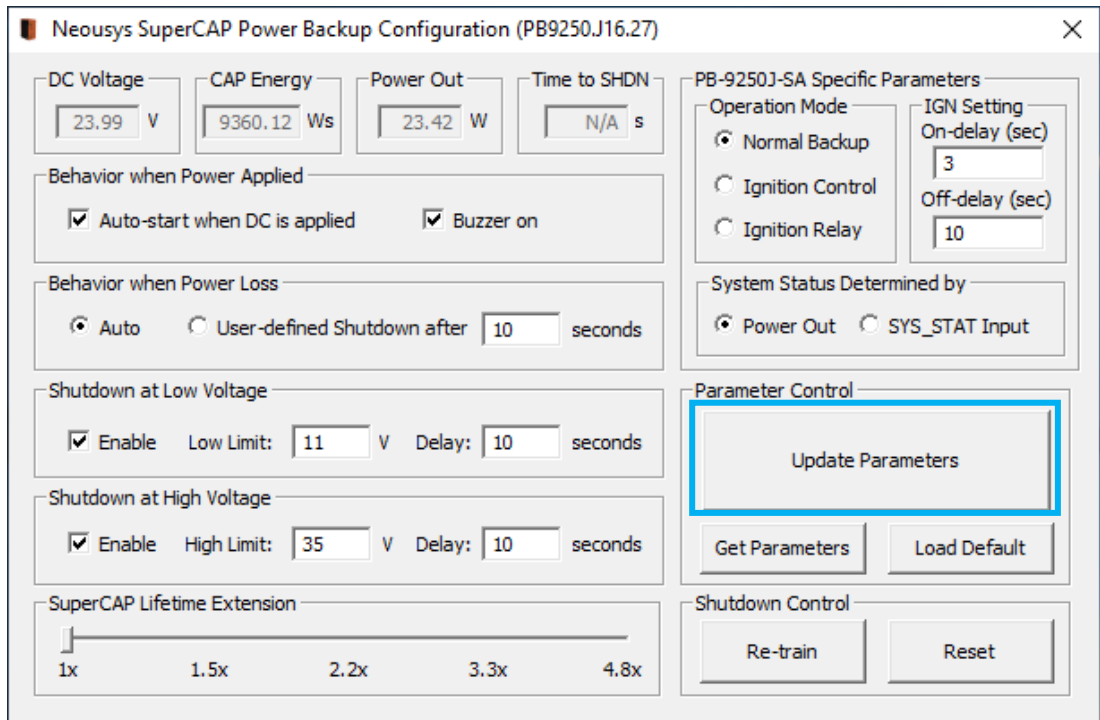 Neousys SuperCAP Power Backup Configuration (PB9250.J16.27)
DC Voltage
23.99 V
CAP Energy
9360.12 Ws
Power Out
23.42 W
Time to SHDN
N/A s
Behavior when Power Applied
Auto-start when DC is applied
Buzzer on
Behavior when Power Loss
Auto
User-defined Shutdown after 10 seconds
Shutdown at Low Voltage
Enable Low Limit: 11 V Delay: 10 seconds
Shutdown at High Voltage
Enable High Limit: 35 V Delay: 10 seconds
SuperCAP Lifetime Extension
1x 1.5x 2.2x 3.3x 4.8x
PB-9250J-SA Specific Parameters
Operation Mode
Normal Backup
Ignition Control
Ignition Relay
IGN Setting
On-delay (sec)
3
Off-delay (sec)
10
System Status Determined by
Power Out SYS_STAT Input
Parameter Control
Update Parameters
Get Parameters
Load Default
Shutdown Control
Re-train
Reset